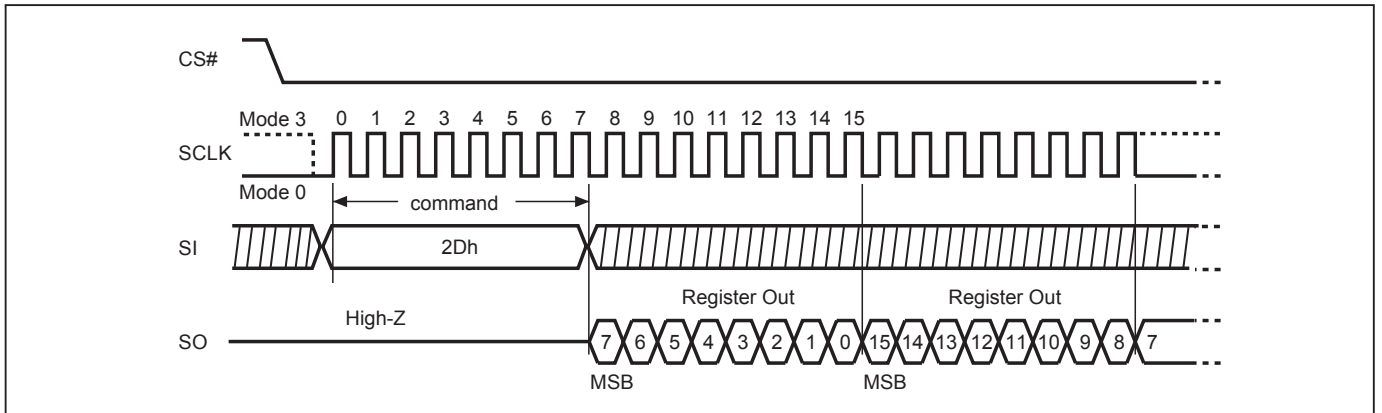 CS#
Mode 3 0 1 2 3 4 5 6 7 8 9 10 11 12 13 14 15
SCLK
Mode 0
command
SI 2Dh
Register Out Register Out
High-Z
SO 7 6 5 4 3 2 1 0 15 14 13 12 11 10 9 8 7
MSB MSB